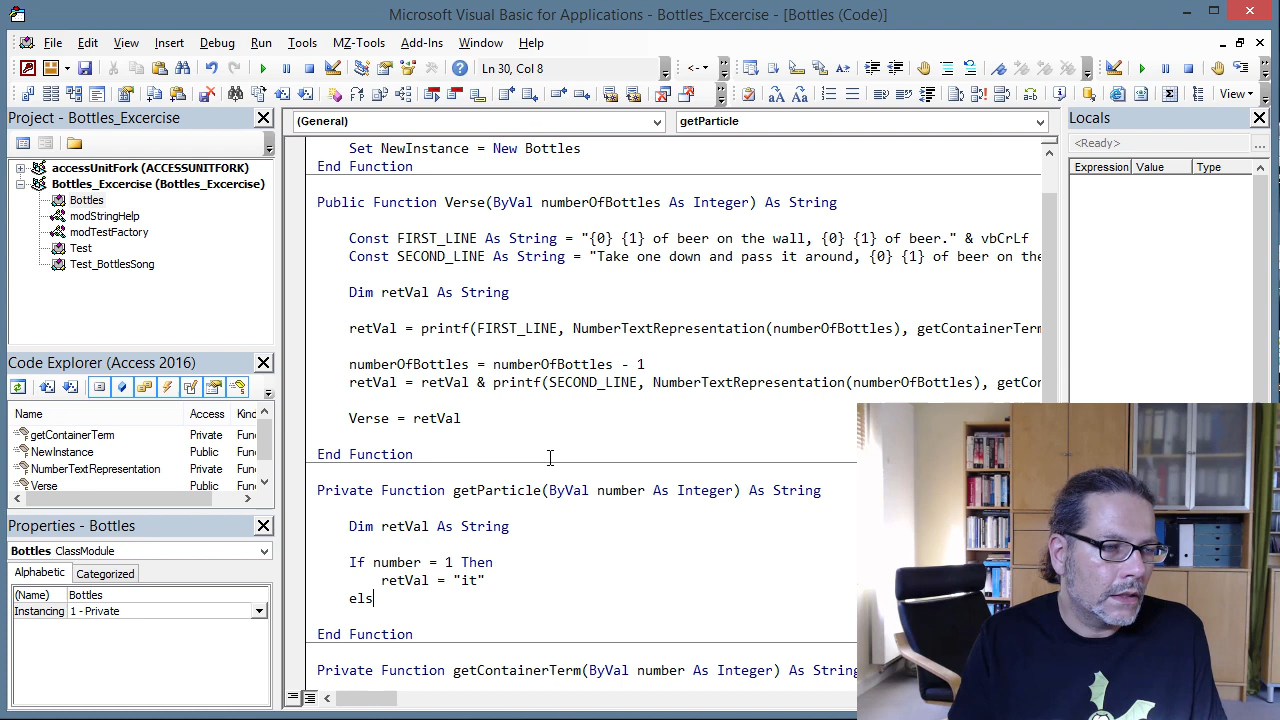 Microsoft Visual Basic for Applications - Bottles_Excercise - [Bottles (Code)]
File Edit View Insert Debug Run Tools MZ-Tools Add-Ins Window Help
Ln 30, Col 8
View
Project - Bottles_Excercise
accessUnitFork (ACCESSUNITFORK)
Bottles_Excercise (Bottles_Excercise)
Bottles
modStringHelp
modTestFactory
Test
Test_BottlesSong
Code Explorer (Access 2016)
Name Access Kind
getContainerTerm Private Func
NewInstance Public Func
NumberTextRepresentation Private Func
Verse Public Func
Properties - Bottles
Bottles ClassModule
Alphabetic Categorized
(Name) Bottles
Instancing 1 - Private
(General) getParticle
Set NewInstance = New Bottles
End Function
Public Function Verse(ByVal numberOfBottles As Integer) As String
Const FIRST_LINE As String = "{0} {1} of beer on the wall, {0} {1} of beer." & vbCrLf
Const SECOND_LINE As String = "Take one down and pass it around, {0} {1} of beer on the
Dim retVal As String
retVal = printf(FIRST_LINE, NumberTextRepresentation(numberOfBottles), getContainerTerm
numberOfBottles = numberOfBottles - 1
retVal = retVal & printf(SECOND_LINE, NumberTextRepresentation(numberOfBottles), getCo
Verse = retVal
End Function
Private Function getParticle(ByVal number As Integer) As String
Dim retVal As String
If number = 1 Then
retVal = "it"
els
End Function
Private Function getContainerTerm(ByVal number As Integer) As String
Locals
<Ready>
Expression Value Type